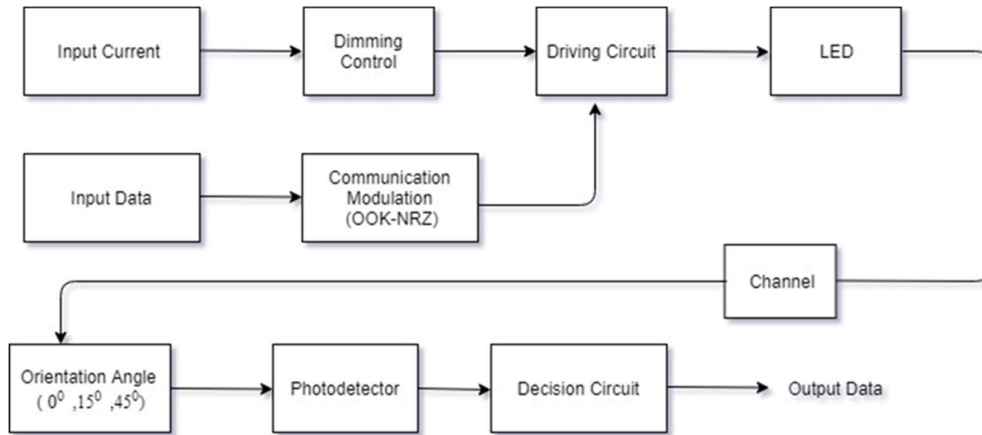 Input Current
Dimming
Control
Driving Circuit
LED
Input Data
Communication
Modulation
(OOK-NRZ)
Channel
Orientation Angle
( 0⁰ ,15⁰ ,45⁰)
Photodetector
Decision Circuit
Output Data